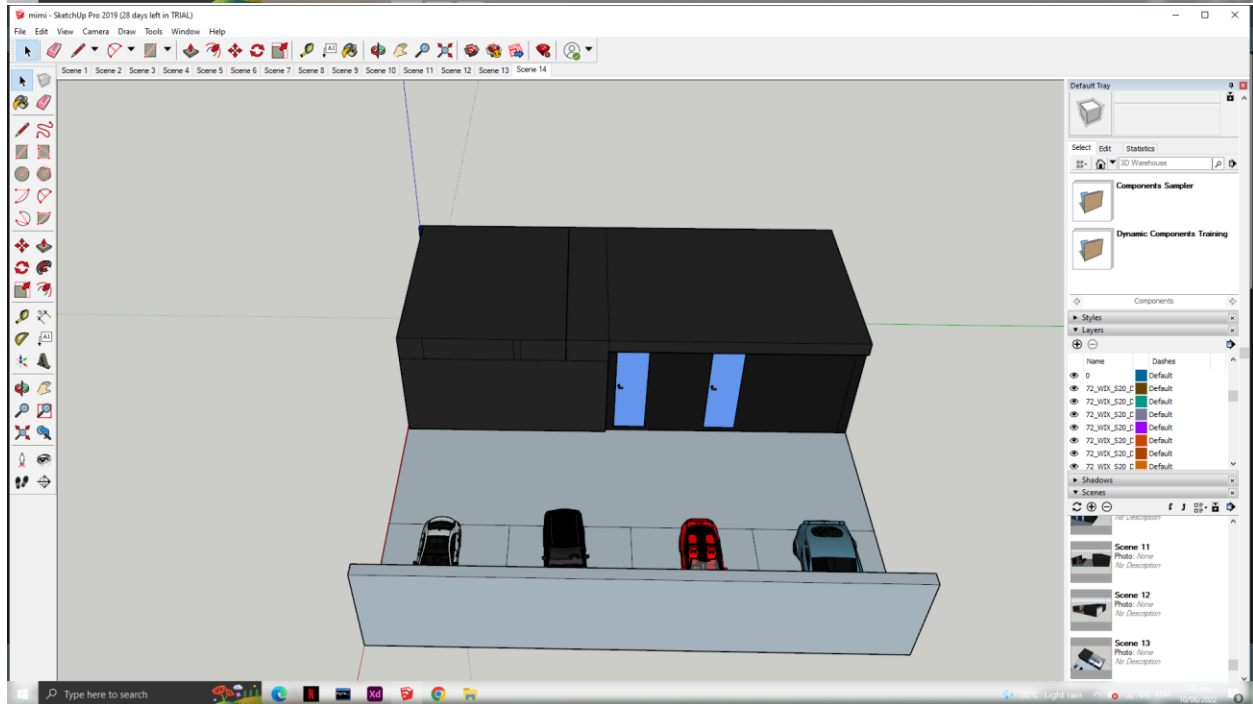 mimi - SketchUp Pro 2019 (28 days left in TRIAL)
File Edit View Camera Draw Tools Window Help
Scene 1 Scene 2 Scene 3 Scene 4 Scene 5 Scene 6 Scene 7 Scene 8 Scene 9 Scene 10 Scene 11 Scene 12 Scene 13 Scene 14
Default Tray
Select Edit Statistics
3D Warehouse
Components Sampler
Dynamic Components Training
Components
Styles
Layers
Name Dashes
0 Default
72_WIX_S20_D Default
72_WIX_S20_D Default
72_WIX_S20_D Default
72_WIX_S20_D Default
72_WIX_S20_D Default
72_WIX_S20_D Default
72_WIX_S20_D Default
Shadows
Scenes
No Description
Scene 11
Photo: None
No Description
Scene 12
Photo: None
No Description
Scene 13
Photo: None
No Description
Type here to search
Xd
Light rain
ENG
10/06/2022